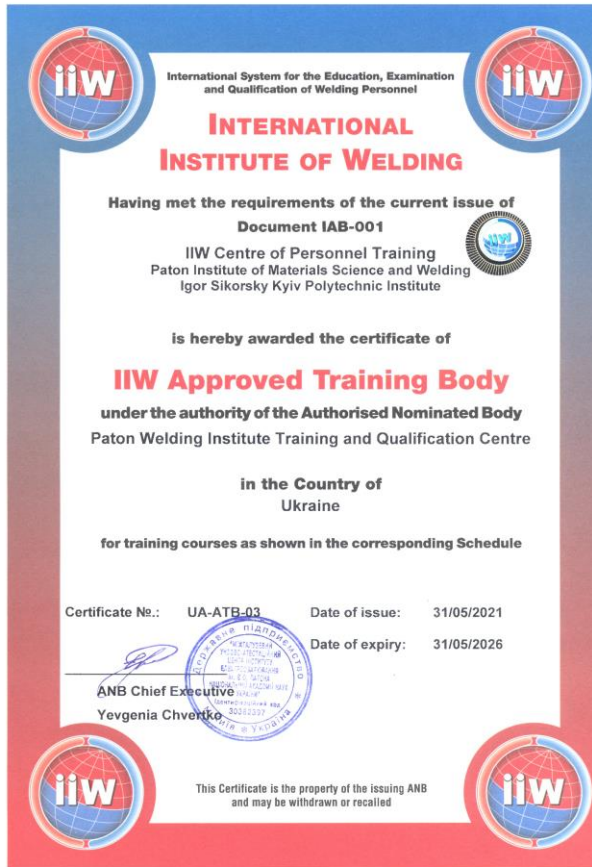 iiw
iiw
International System for the Education, Examination
and Qualification of Welding Personnel
INTERNATIONAL
INSTITUTE OF WELDING
Having met the requirements of the current issue of
Document IAB-001
IIW Centre of Personnel Training
Paton Institute of Materials Science and Welding
Igor Sikorsky Kyiv Polytechnic Institute
is hereby awarded the certificate of
IIW Approved Training Body
under the authority of the Authorised Nominated Body
Paton Welding Institute Training and Qualification Centre
in the Country of
Ukraine
for training courses as shown in the corresponding Schedule
Certificate №.: UA-ATB-03 Date of issue: 31/05/2021
Date of expiry: 31/05/2026
Державне підприємство
ANB Chief Executive
Yevgenia Chvertko
Україна
iiw
iiw
This Certificate is the property of the issuing ANB
and may be withdrawn or recalled